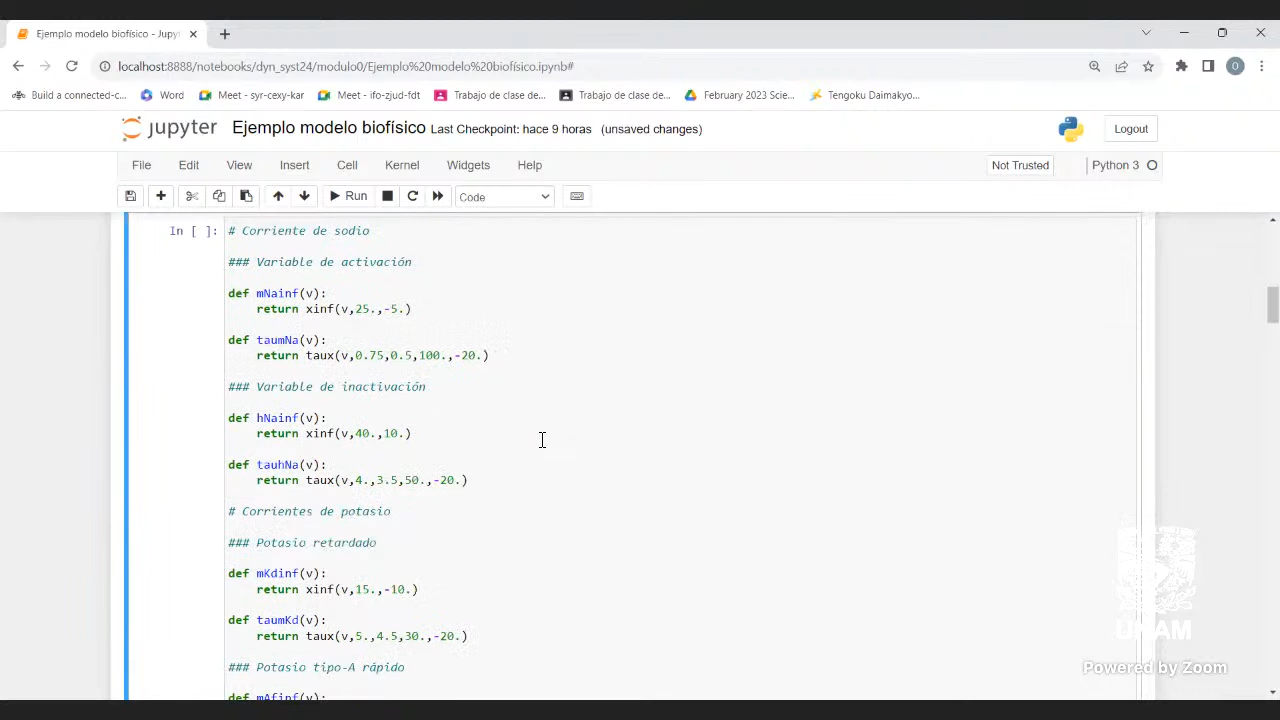 Ejemplo modelo biofísico - Jupyt
localhost:8888/notebooks/dyn_syst24/modulo0/Ejemplo%20modelo%20biofísico.ipynb#
Build a connected-c... Word Meet - syr-cexy-kar Meet - ifo-zjud-fdt Trabajo de clase de... Trabajo de clase de... February 2023 Scie... Tengoku Daimakyo...
jupyter Ejemplo modelo biofísico Last Checkpoint: hace 9 horas (unsaved changes) Logout
File Edit View Insert Cell Kernel Widgets Help Not Trusted Python 3
Run Code
In [ ]: # Corriente de sodio
### Variable de activación
def mNainf(v):
return xinf(v,25.,-5.)
def taumNa(v):
return taux(v,0.75,0.5,100.,-20.)
### Variable de inactivación
def hNainf(v):
return xinf(v,40.,10.)
def tauhNa(v):
return taux(v,4.,3.5,50.,-20.)
# Corrientes de potasio
### Potasio retardado
def mKdinf(v):
return xinf(v,15.,-10.)
def taumKd(v):
return taux(v,5.,4.5,30.,-20.)
### Potasio tipo-A rápido
def mAfinf(v):
UNAM
Powered by Zoom